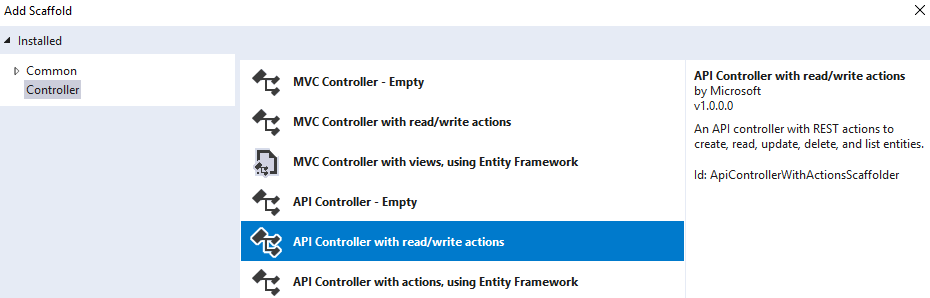 Add Scaffold
Installed
Common
Controller
MVC Controller - Empty
MVC Controller with read/write actions
MVC Controller with views, using Entity Framework
API Controller - Empty
API Controller with read/write actions
API Controller with actions, using Entity Framework
API Controller with read/write actions
by Microsoft
v1.0.0.0
An API controller with REST actions to
create, read, update, delete, and list entities.
Id: ApiControllerWithActionsScaffolder